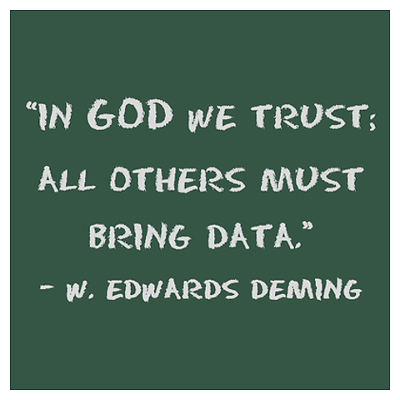 “IN GOD WE TRUST;
ALL OTHERS MUST
BRING DATA.”
- W. EDWARDS DEMING